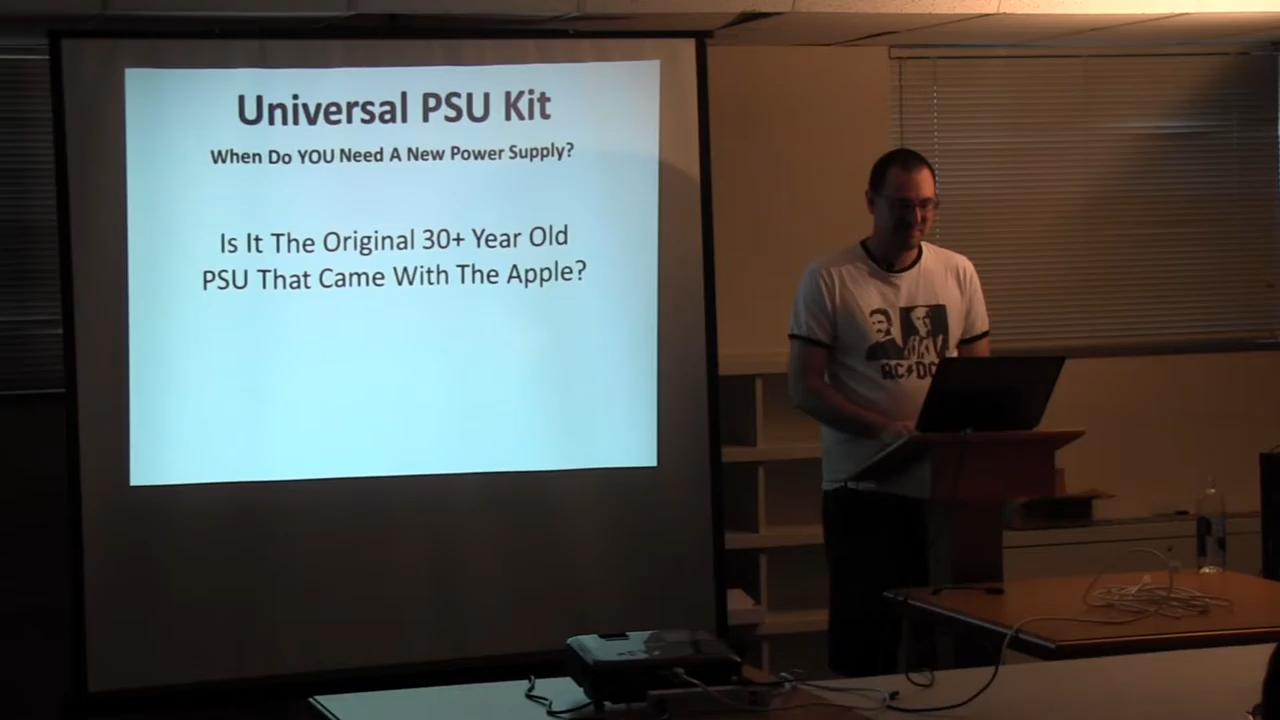 Universal PSU Kit
When Do YOU Need A New Power Supply?
Is It The Original 30+ Year Old
PSU That Came With The Apple?
AC⚡DC